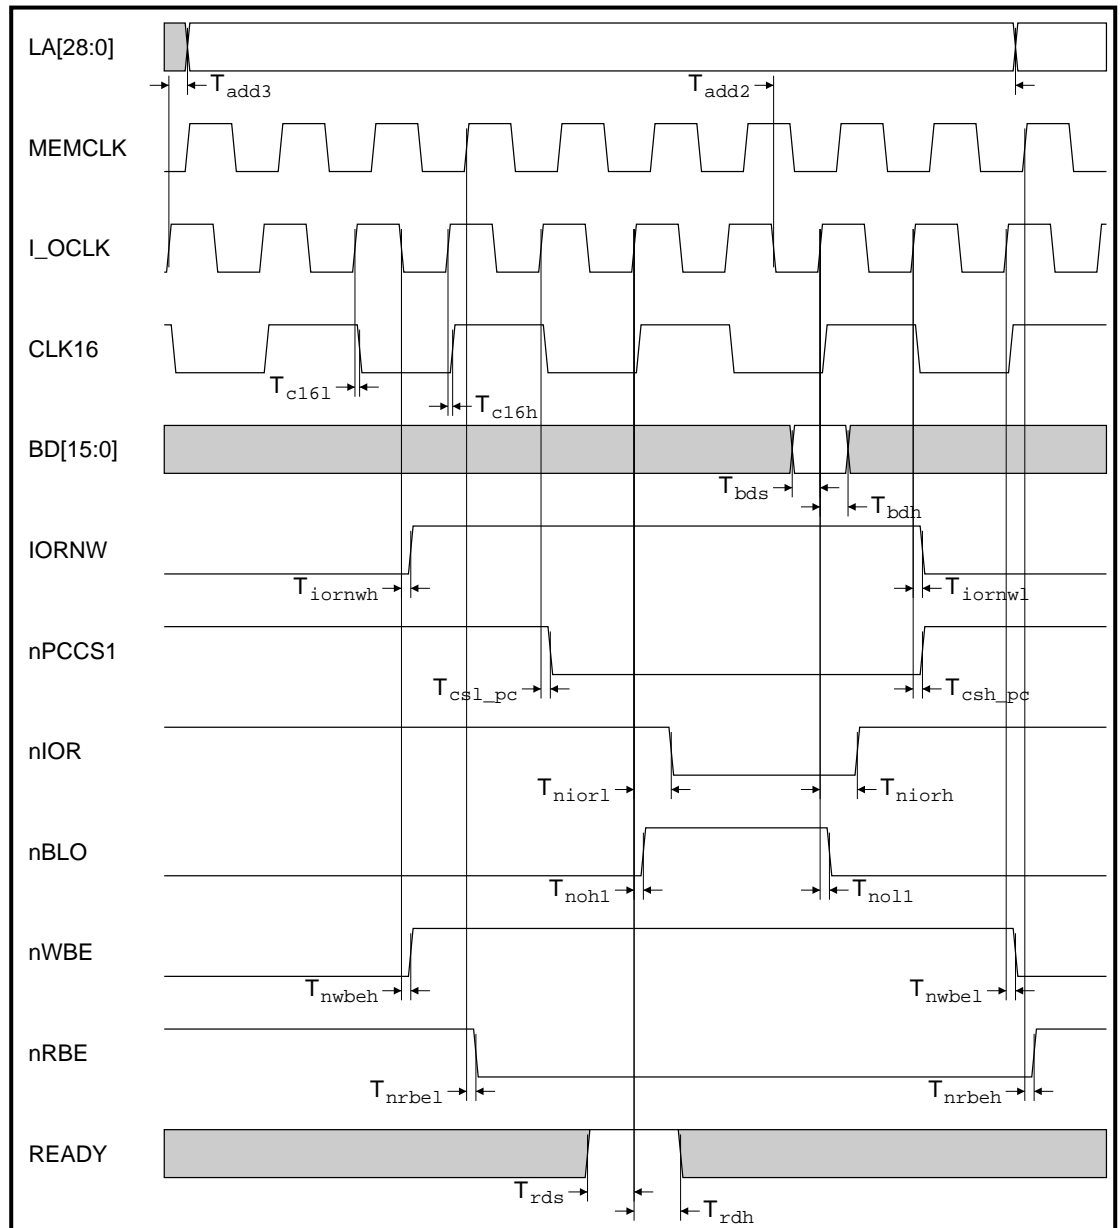 LA[28:0]
Tadd3
Tadd2
MEMCLK
I_OCLK
CLK16
Tc16l
Tc16h
BD[15:0]
Tbds
Tbdh
IORNW
Tiornwh
Tiornwl
nPCCS1
Tcsl_pc
Tcsh_pc
nIOR
Tniorl
Tniorh
nBLO
Tnoh1
Tnol1
nWBE
Tnwbeh
Tnwbel
nRBE
Tnrbel
Tnrbeh
READY
Trds
Trdh